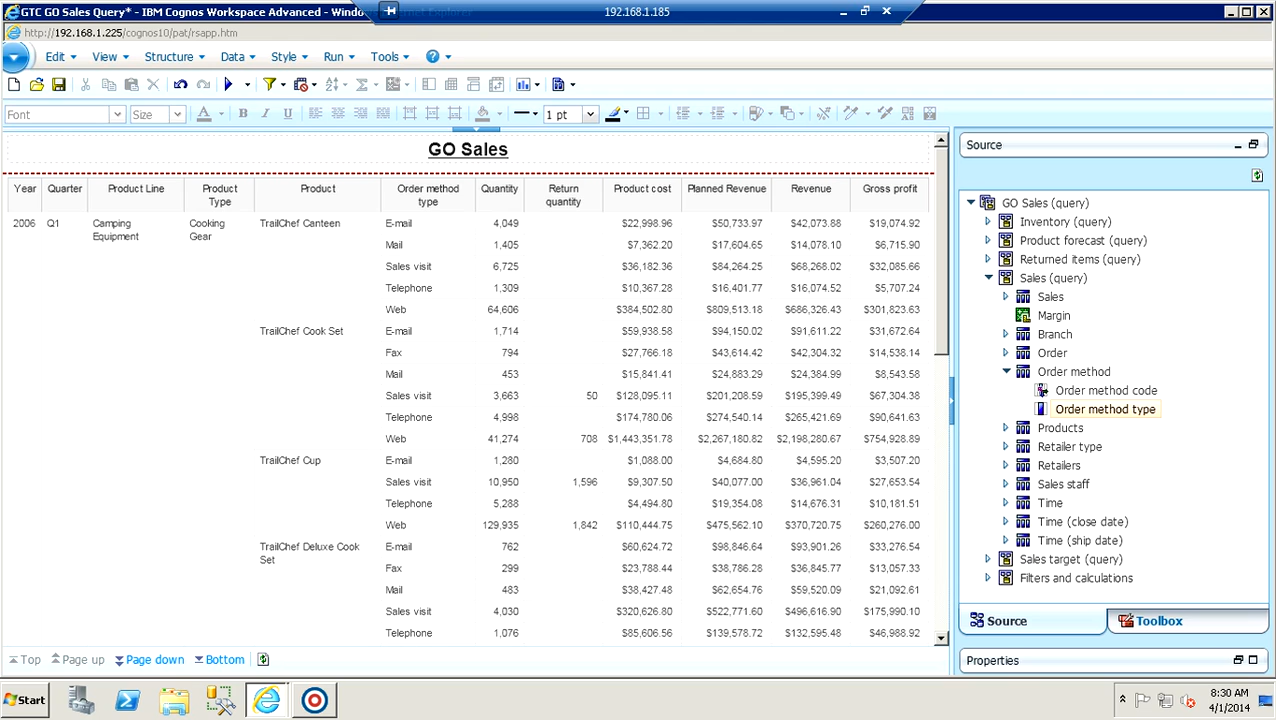 GTC GO Sales Query* - IBM Cognos Workspace Advanced - Windo
192.168.1.185
http://192.168.1.225/cognos10/pat/rsapp.htm
Edit View Structure Data Style Run Tools
Font Size A B I U 1 pt
GO Sales
Year Quarter Product Line Product Type Product Order method type Quantity Return quantity Product cost Planned Revenue Revenue Gross profit
2006 Q1 Camping Equipment Cooking Gear TrailChef Canteen E-mail 4,049 $22,998.96 $50,733.97 $42,073.88 $19,074.92
Mail 1,405 $7,362.20 $17,604.65 $14,078.10 $6,715.90
Sales visit 6,725 $36,182.36 $84,264.25 $68,268.02 $32,085.66
Telephone 1,309 $10,367.28 $16,401.77 $16,074.52 $5,707.24
Web 64,606 $384,502.80 $809,513.18 $686,326.43 $301,823.63
TrailChef Cook Set E-mail 1,714 $59,938.58 $94,150.02 $91,611.22 $31,672.64
Fax 794 $27,766.18 $43,614.42 $42,304.32 $14,538.14
Mail 453 $15,841.41 $24,883.29 $24,384.99 $8,543.58
Sales visit 3,663 50 $128,095.11 $201,208.59 $195,399.49 $67,304.38
Telephone 4,998 $174,780.06 $274,540.14 $265,421.69 $90,641.63
Web 41,274 708 $1,443,351.78 $2,267,180.82 $2,198,280.67 $754,928.89
TrailChef Cup E-mail 1,280 $1,088.00 $4,684.80 $4,595.20 $3,507.20
Sales visit 10,950 1,596 $9,307.50 $40,077.00 $36,961.04 $27,653.54
Telephone 5,288 $4,494.80 $19,354.08 $14,676.31 $10,181.51
Web 129,935 1,842 $110,444.75 $475,562.10 $370,720.75 $260,276.00
TrailChef Deluxe Cook Set E-mail 762 $60,624.72 $98,846.64 $93,901.26 $33,276.54
Fax 299 $23,788.44 $38,786.28 $36,845.77 $13,057.33
Mail 483 $38,427.48 $62,654.76 $59,520.09 $21,092.61
Sales visit 4,030 $320,626.80 $522,771.60 $496,616.90 $175,990.10
Telephone 1,076 $85,606.56 $139,578.72 $132,595.48 $46,988.92
Top Page up Page down Bottom
Source
GO Sales (query)
Inventory (query)
Product forecast (query)
Returned items (query)
Sales (query)
Sales
Margin
Branch
Order
Order method
Order method code
Order method type
Products
Retailer type
Retailers
Sales staff
Time
Time (close date)
Time (ship date)
Sales target (query)
Filters and calculations
Source Toolbox
Properties
Start
8:30 AM
4/1/2014